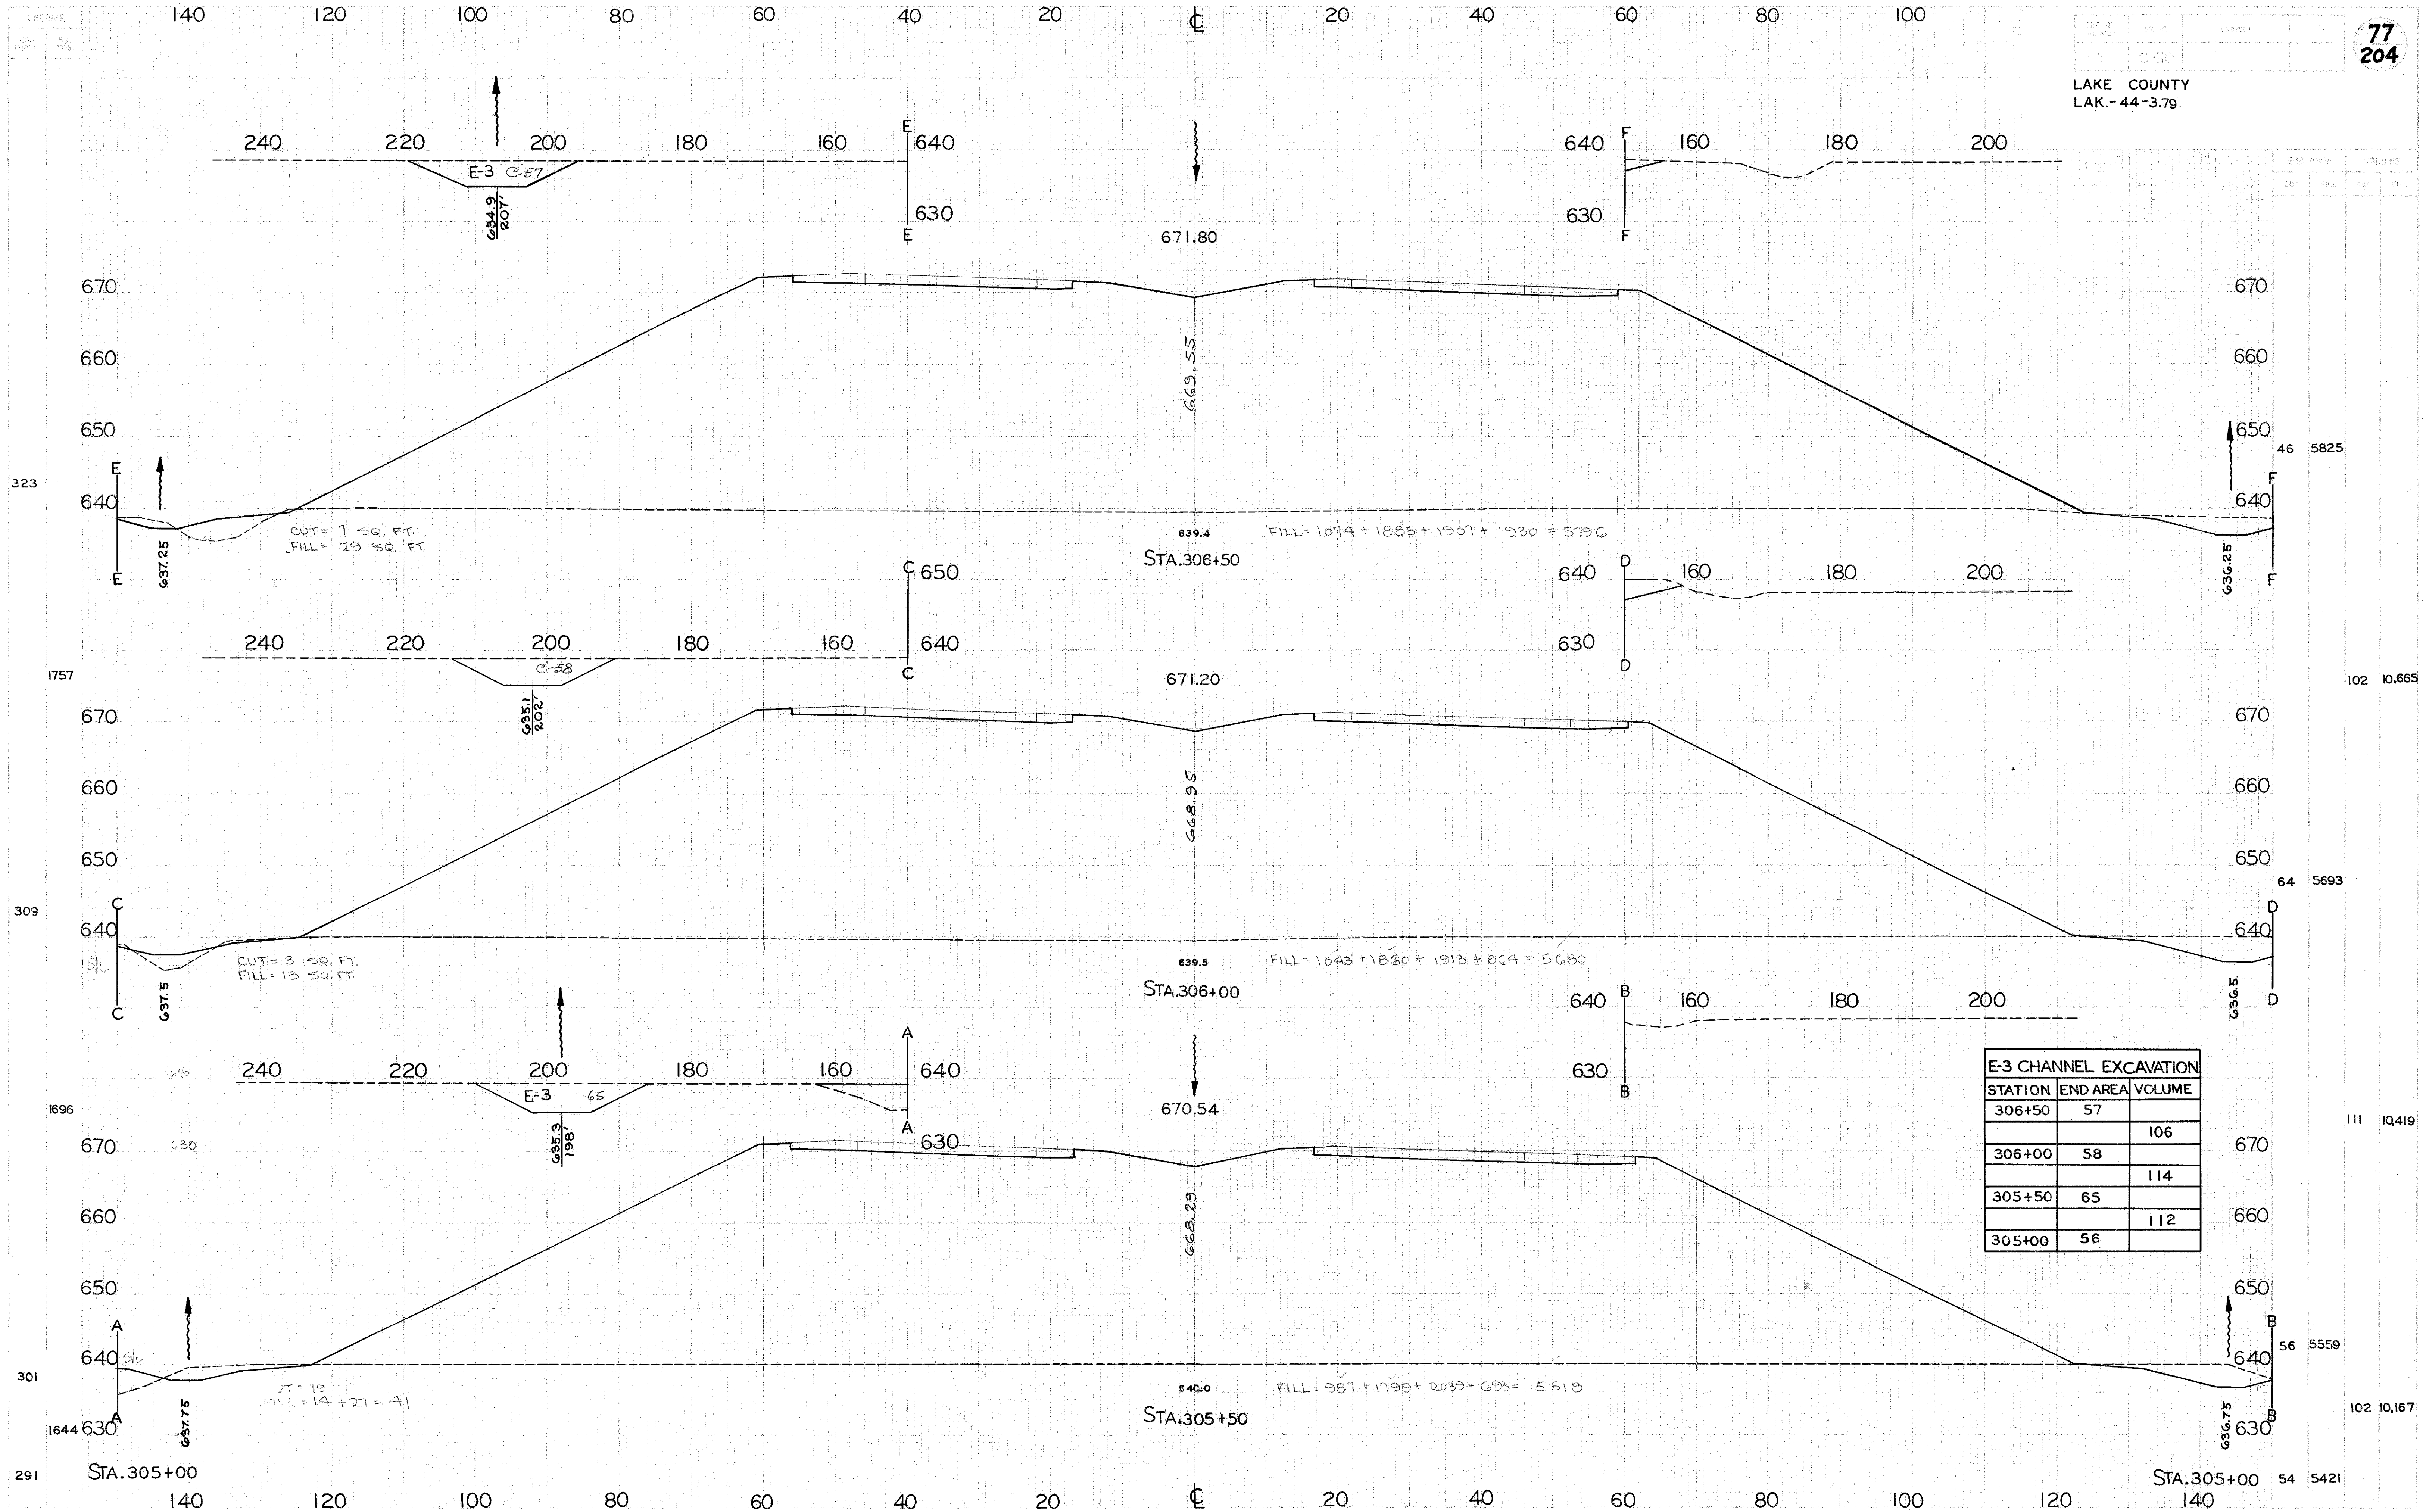 140 120 100 80 60 40 20 ℄ 20 40 60 80 100
77
204
LAKE COUNTY
LAK.-44-3.79.
240 220 200 180 160 E 640
E-3 C-57
634.9
207'
630
E
640 F 160 180 200
630
F
671.80
670 670
660 660
669.55
650 650
46 5825
323
E
640
E
637.25
CUT= 7 SQ. FT.
FILL= 29 SQ. FT.
639.4
FILL=1074+1885+1907+ 930 = 5796
STA.306+50
F
640
F
636.25
C 650
240 220 200 180 160 640
C
C-58
635.1
202'
640 D 160 180 200
630
D
1757
671.20
102 10,665
670 670
660 660
668.95
650 650
64 5693
309
C
640
S/L
C
637.5
CUT= 3 SQ. FT.
FILL= 13 SQ. FT.
639.5
FILL=1043+1860+ 1913+864= 5680
STA.306+00
D
640
D
636.5
640
A
240 220 200 180 160 640
E-3 -65
635.3
198'
A
630
630
640 B 160 180 200
630
B
1696
670.54
111 10,419
E-3 CHANNEL EXCAVATION
STATION END AREA VOLUME
306+50 57
106
306+00 58
114
305+50 65
112
305+00 56
670 670
660 660
668.29
650 650
56 5559
301
A
640 S/L
A
637.75
= 19
= 14+27= 41
640.0
FILL=987+1799+2039+693= 5518
STA.305+50
B
640
B
636.75
1644 630
630
102 10,167
291 STA.305+00
STA.305+00 54 5421
140 120 100 80 60 40 20 ℄ 20 40 60 80 100 120 140